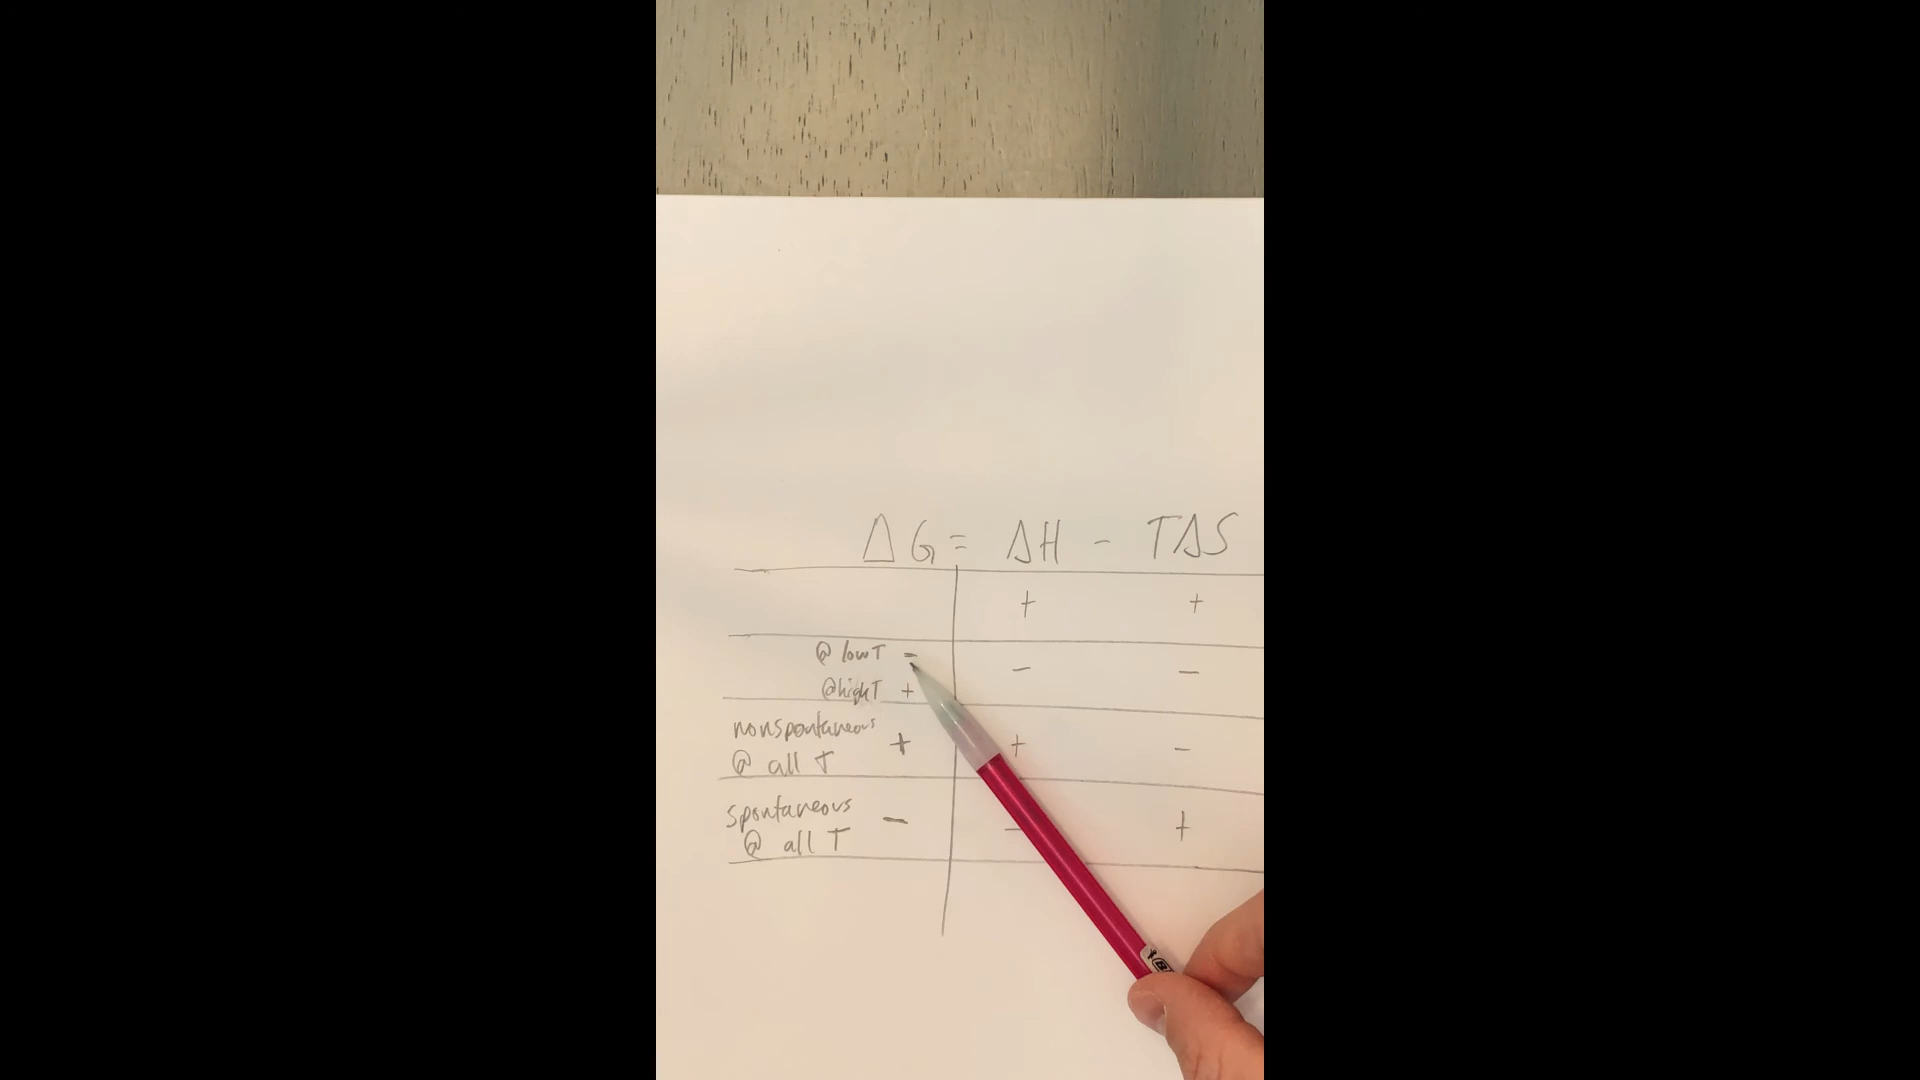 ΔG = ΔH - TΔS
+ +
@ low T -
- -
@ high T +
nonspontaneous
+ + -
@ all T
spontaneous
- - +
@ all T